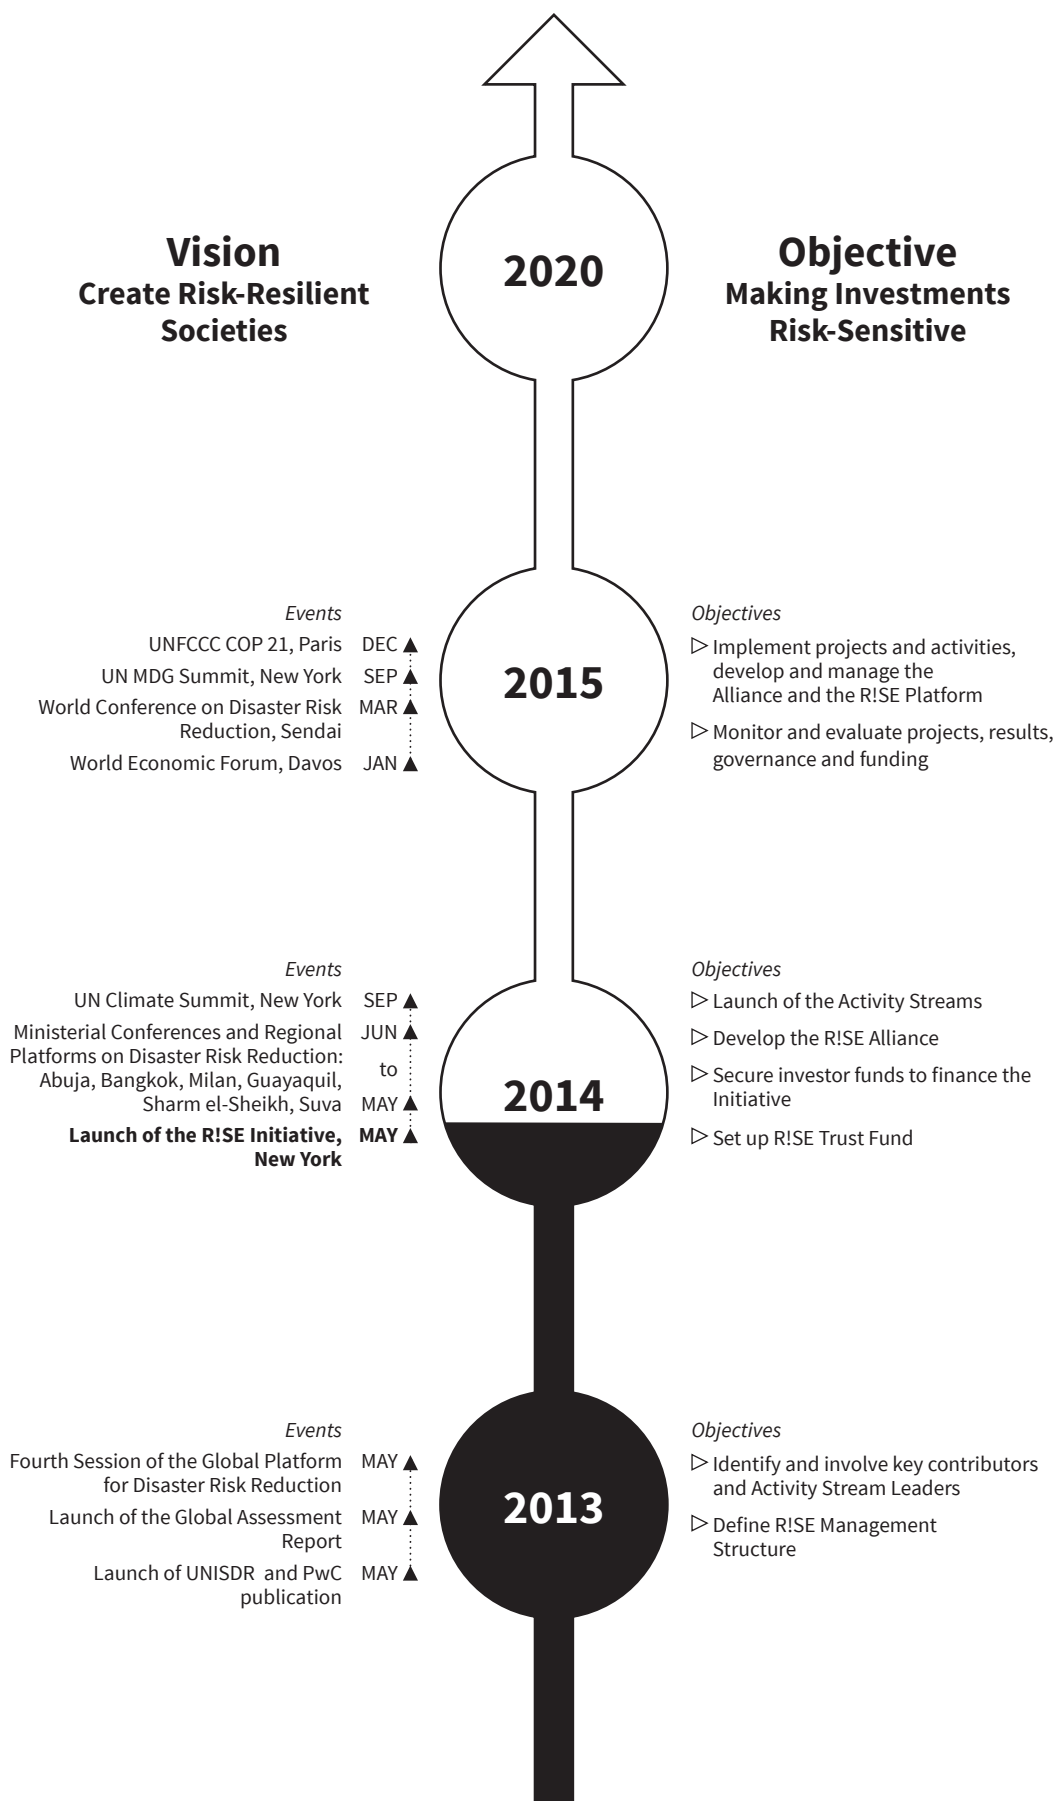 Vision
Create Risk-Resilient
Societies
2020
Objective
Making Investments
Risk-Sensitive
Events
UNFCCC COP 21, Paris DEC
UN MDG Summit, New York SEP
World Conference on Disaster Risk MAR
Reduction, Sendai
World Economic Forum, Davos JAN
2015
Objectives
Implement projects and activities,
develop and manage the
Alliance and the R!SE Platform
Monitor and evaluate projects, results,
governance and funding
Events
UN Climate Summit, New York SEP
Ministerial Conferences and Regional JUN
Platforms on Disaster Risk Reduction:
to
Abuja, Bangkok, Milan, Guayaquil,
Sharm el-Sheikh, Suva MAY
Launch of the R!SE Initiative, MAY
New York
2014
Objectives
Launch of the Activity Streams
Develop the R!SE Alliance
Secure investor funds to finance the
Initiative
Set up R!SE Trust Fund
Events
Fourth Session of the Global Platform MAY
for Disaster Risk Reduction
Launch of the Global Assessment MAY
Report
Launch of UNISDR and PwC MAY
publication
2013
Objectives
Identify and involve key contributors
and Activity Stream Leaders
Define R!SE Management
Structure